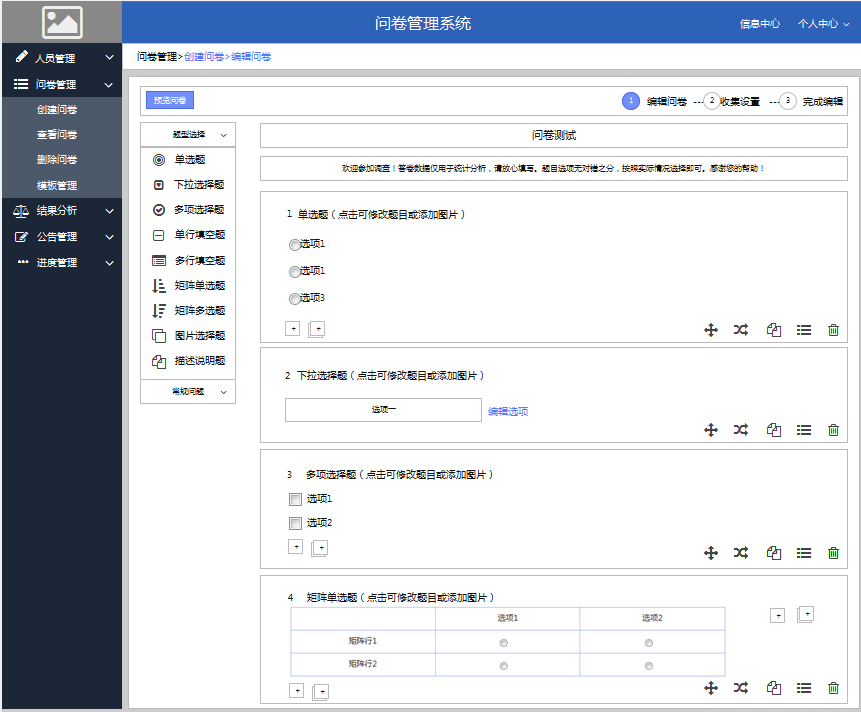 问卷管理系统
信息中心 个人中心
人员管理
问卷管理
创建问卷
查看问卷
删除问卷
模板管理
结果分析
公告管理
进度管理
问卷管理>创建问卷>编辑问卷
预览问卷
1 编辑问卷 ---2 收集设置 ---3 完成编辑
题型选择
单选题
下拉选择题
多项选择题
单行填空题
多行填空题
矩阵单选题
矩阵多选题
图片选择题
描述说明题
常规问题
问卷测试
欢迎参加调查！答卷数据仅用于统计分析，请放心填写。题目选项无对错之分，按照实际情况选择即可。感谢您的帮助！
1 单选题（点击可修改题目或添加图片）
选项1
选项1
选项3
2 下拉选择题（点击可修改题目或添加图片）
选项一 编辑选项
3 多项选择题（点击可修改题目或添加图片）
选项1
选项2
4 矩阵单选题（点击可修改题目或添加图片）
选项1 选项2
矩阵行1
矩阵行2